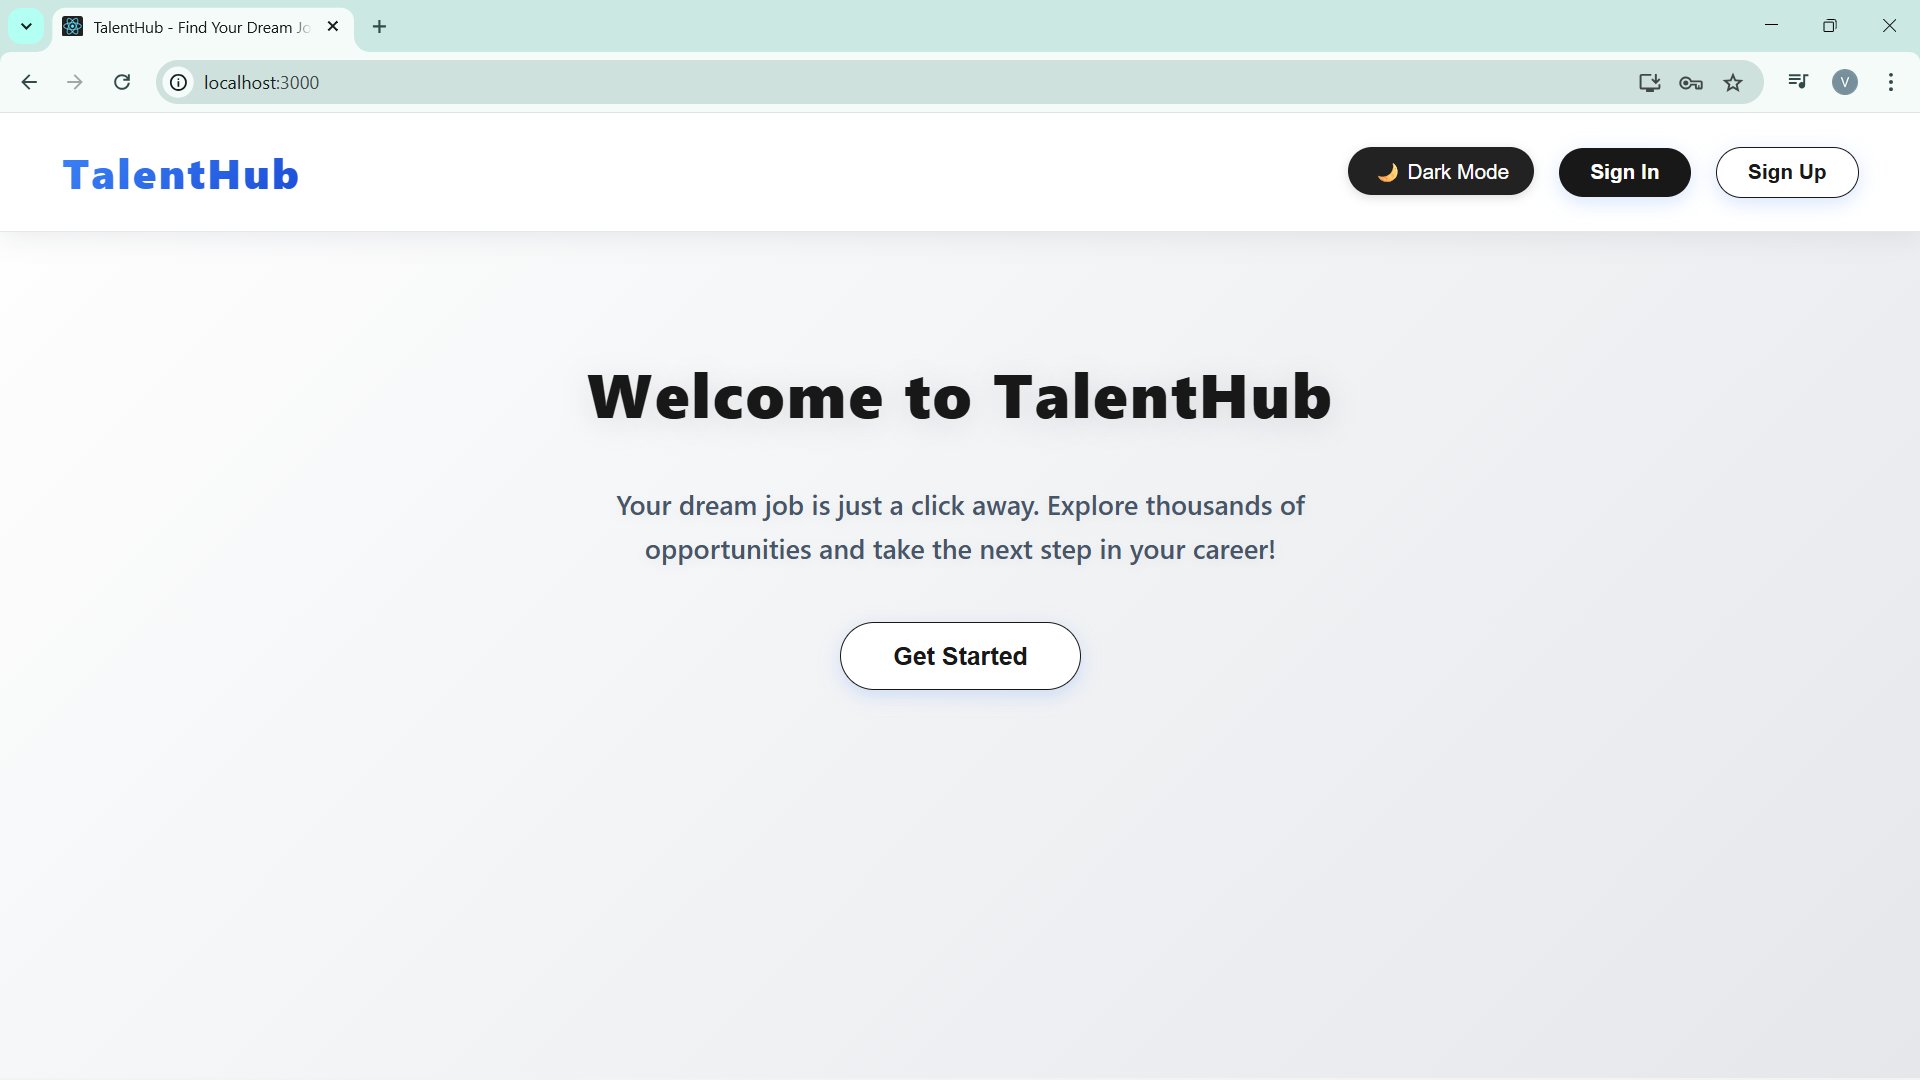 TalentHub - Find Your Dream Jo
localhost:3000
V
TalentHub
🌙 Dark Mode
Sign In
Sign Up
Welcome to TalentHub
Your dream job is just a click away. Explore thousands of
opportunities and take the next step in your career!
Get Started